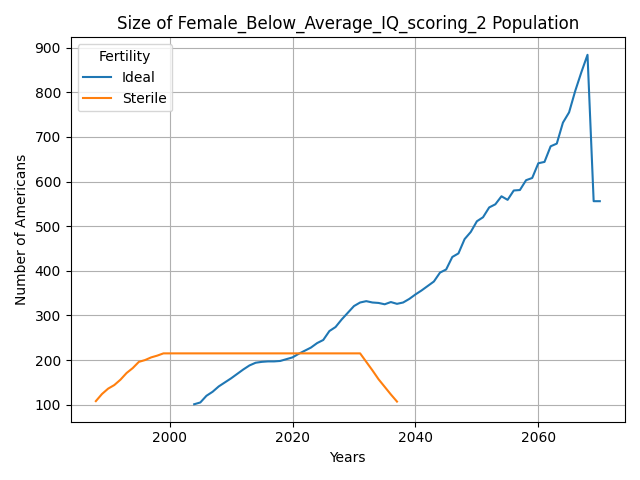 Size of Female_Below_Average_IQ_scoring_2 Population
Fertility
Ideal
Sterile
Number of Americans
900
800
700
600
500
400
300
200
100
2000
2020
2040
2060
Years